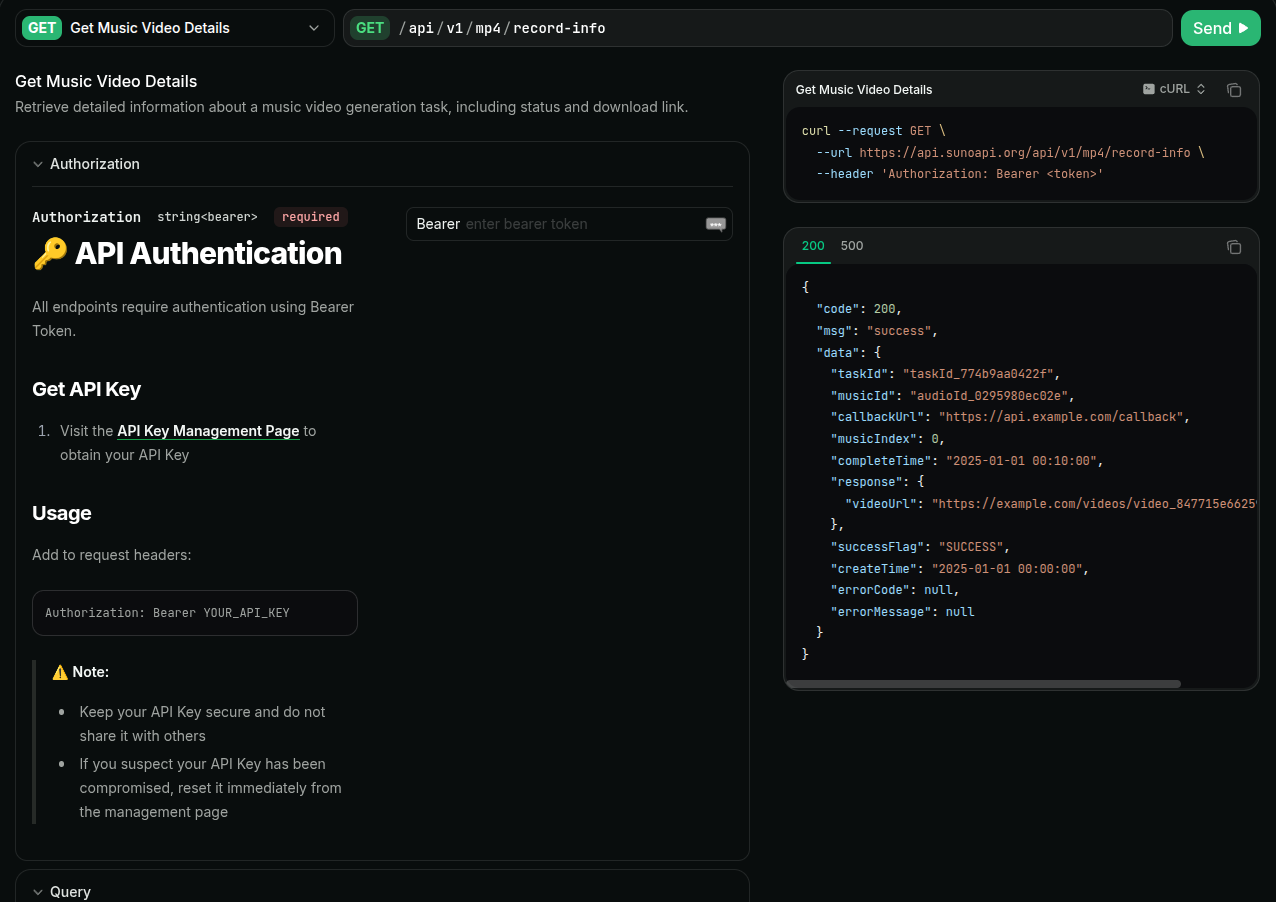 GET Get Music Video Details
GET /api/v1/mp4/record-info
Send
Get Music Video Details
Retrieve detailed information about a music video generation task, including status and download link.
Authorization
Authorization string<bearer> required
Bearer enter bearer token
🔑 API Authentication
All endpoints require authentication using Bearer
Token.
Get API Key
1. Visit the API Key Management Page to
obtain your API Key
Usage
Add to request headers:
Authorization: Bearer YOUR_API_KEY
⚠️ Note:
• Keep your API Key secure and do not
share it with others
• If you suspect your API Key has been
compromised, reset it immediately from
the management page
Query
Get Music Video Details
cURL
curl --request GET \
  --url https://api.sunoapi.org/api/v1/mp4/record-info \
  --header 'Authorization: Bearer <token>'
200 500
{
  "code": 200,
  "msg": "success",
  "data": {
    "taskId": "taskId_774b9aa0422f",
    "musicId": "audioId_0295980ec02e",
    "callbackUrl": "https://api.example.com/callback",
    "musicIndex": 0,
    "completeTime": "2025-01-01 00:10:00",
    "response": {
      "videoUrl": "https://example.com/videos/video_847715e6625
    },
    "successFlag": "SUCCESS",
    "createTime": "2025-01-01 00:00:00",
    "errorCode": null,
    "errorMessage": null
  }
}